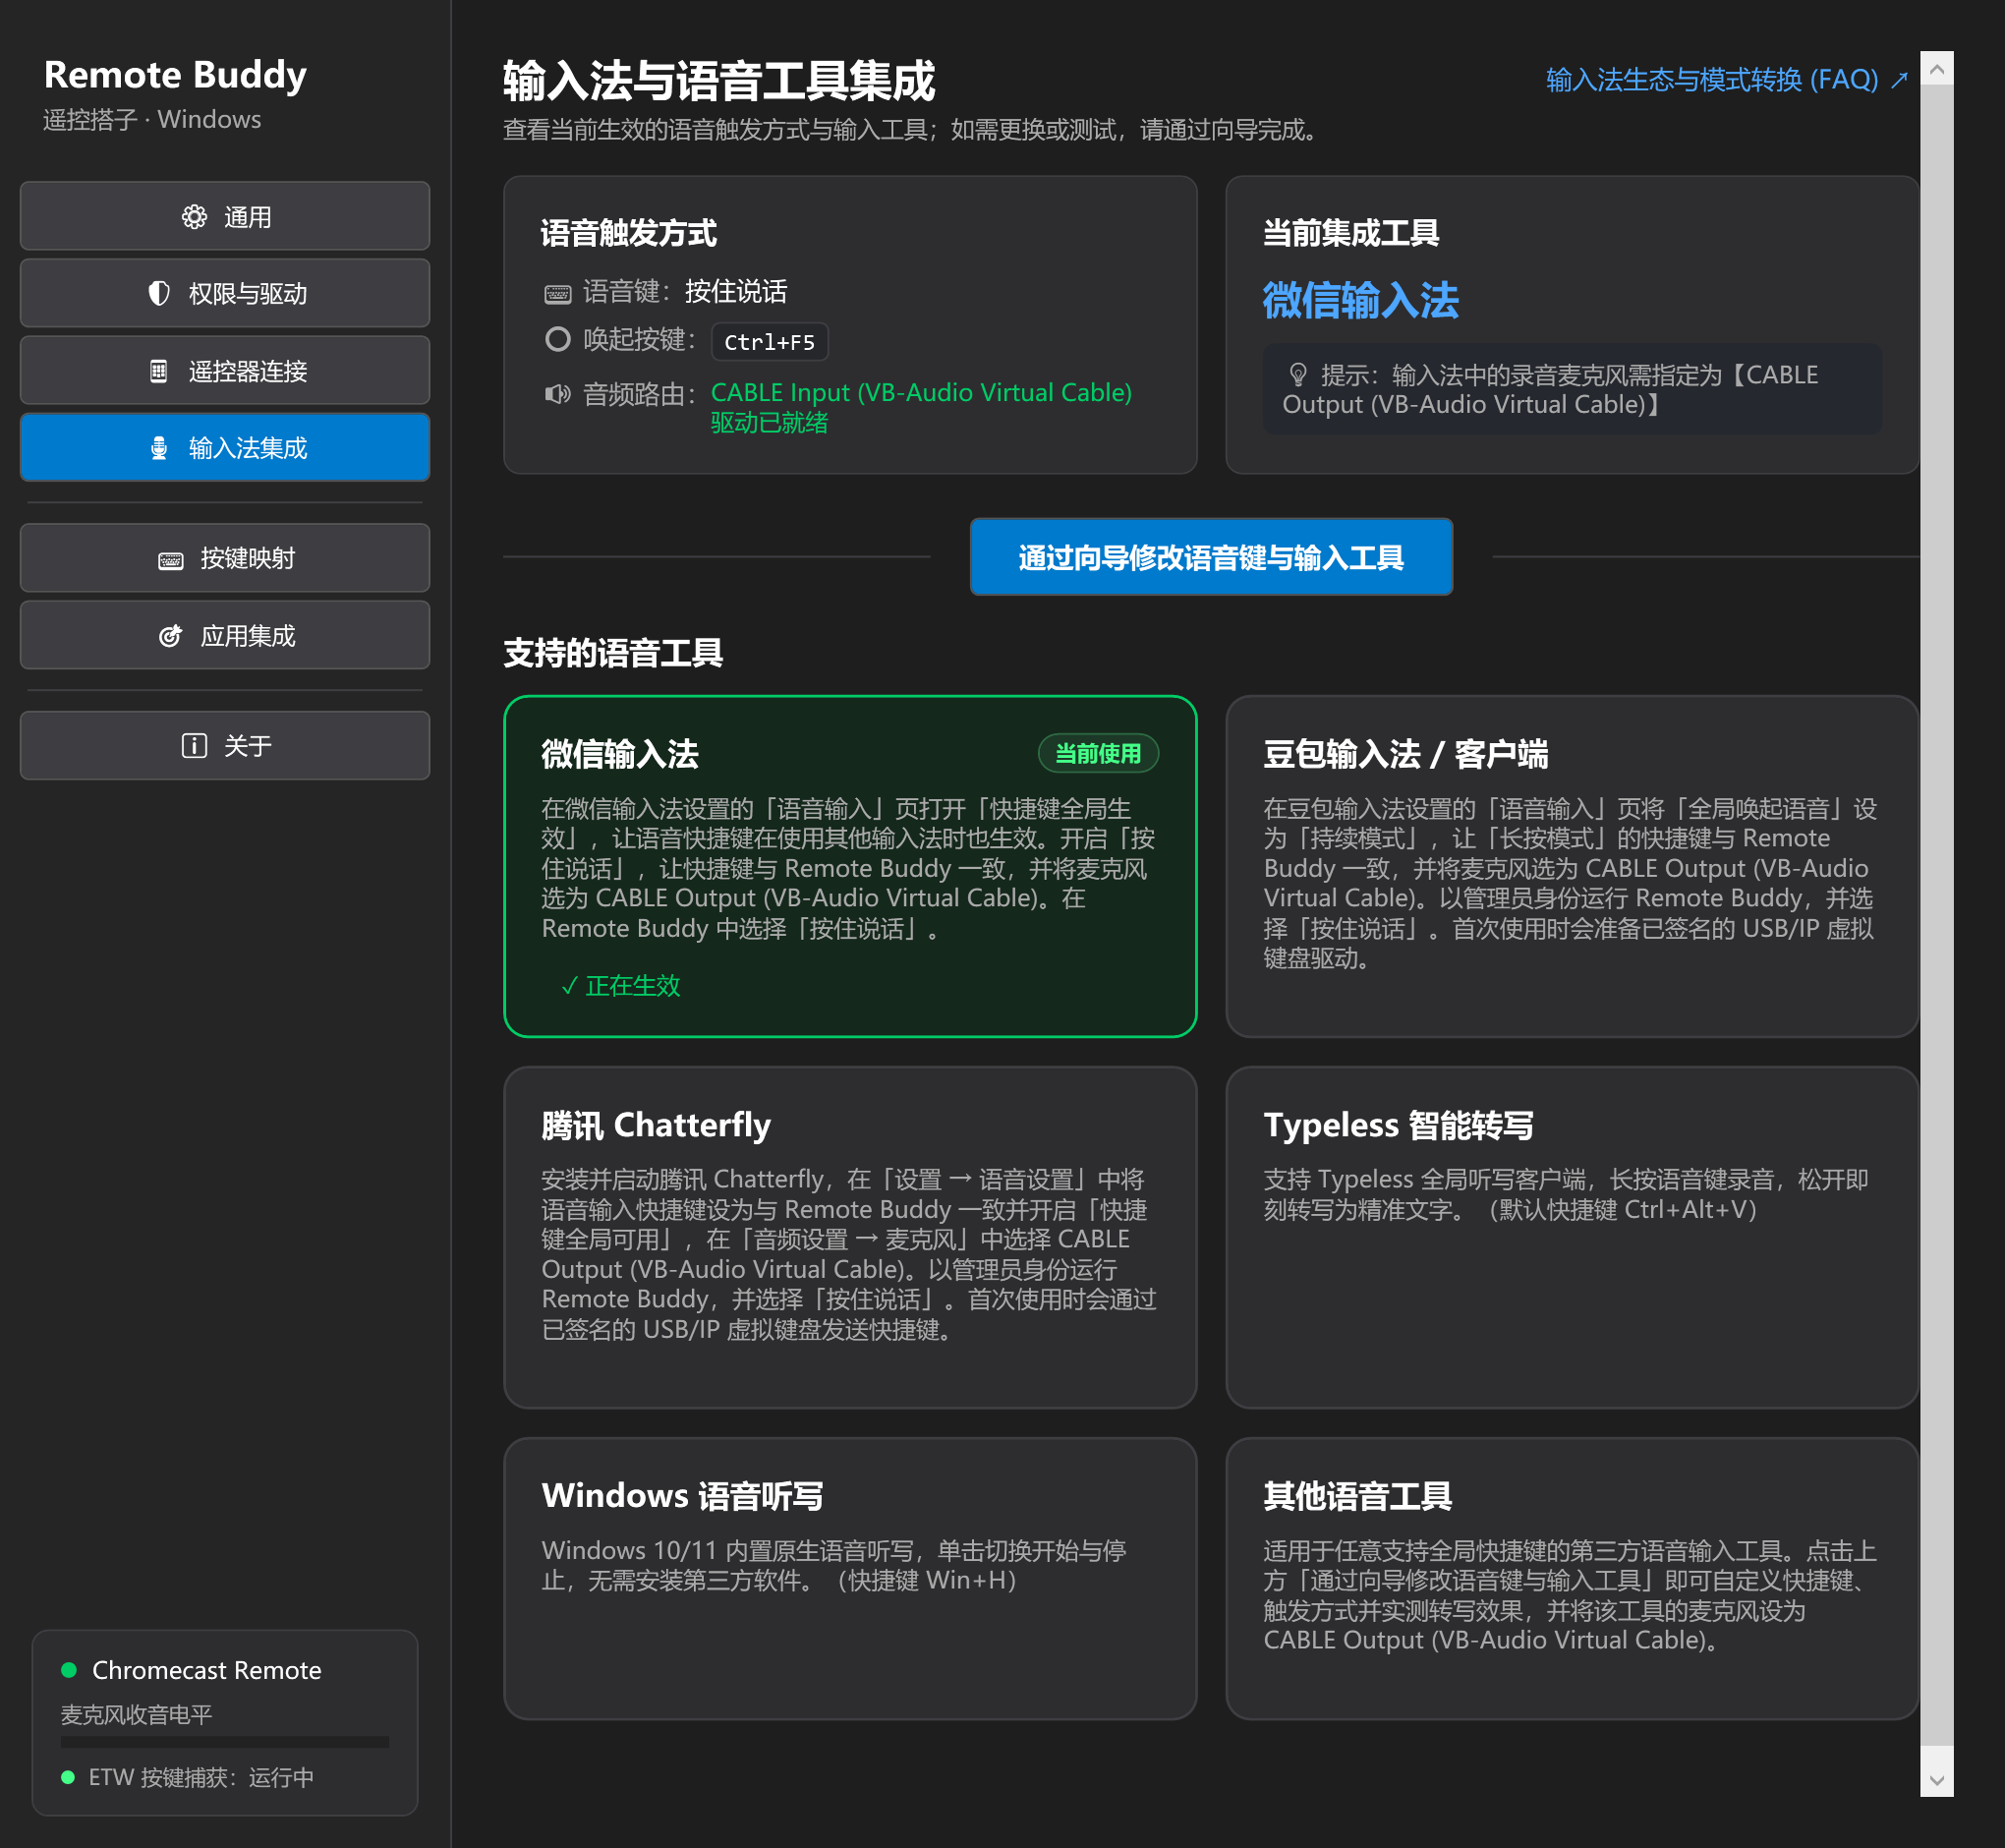 Remote Buddy
遥控搭子 · Windows
通用
权限与驱动
遥控器连接
输入法集成
按键映射
应用集成
关于
Chromecast Remote
麦克风收音电平
ETW 按键捕获：运行中
输入法与语音工具集成
输入法生态与模式转换 (FAQ) ↗
查看当前生效的语音触发方式与输入工具；如需更换或测试，请通过向导完成。
语音触发方式
语音键：按住说话
唤起按键：Ctrl+F5
音频路由：CABLE Input (VB-Audio Virtual Cable)
驱动已就绪
当前集成工具
微信输入法
提示：输入法中的录音麦克风需指定为【CABLE
Output (VB-Audio Virtual Cable)】
通过向导修改语音键与输入工具
支持的语音工具
微信输入法
当前使用
在微信输入法设置的「语音输入」页打开「快捷键全局生
效」，让语音快捷键在使用其他输入法时也生效。开启「按
住说话」，让快捷键与 Remote Buddy 一致，并将麦克风
选为 CABLE Output (VB-Audio Virtual Cable)。在
Remote Buddy 中选择「按住说话」。
✓ 正在生效
豆包输入法 / 客户端
在豆包输入法设置的「语音输入」页将「全局唤起语音」设
为「持续模式」，让「长按模式」的快捷键与 Remote
Buddy 一致，并将麦克风选为 CABLE Output (VB-Audio
Virtual Cable)。以管理员身份运行 Remote Buddy，并选
择「按住说话」。首次使用时会准备已签名的 USB/IP 虚拟
键盘驱动。
腾讯 Chatterfly
安装并启动腾讯 Chatterfly，在「设置 → 语音设置」中将
语音输入快捷键设为与 Remote Buddy 一致并开启「快捷
键全局可用」，在「音频设置 → 麦克风」中选择 CABLE
Output (VB-Audio Virtual Cable)。以管理员身份运行
Remote Buddy，并选择「按住说话」。首次使用时会通过
已签名的 USB/IP 虚拟键盘发送快捷键。
Typeless 智能转写
支持 Typeless 全局听写客户端，长按语音键录音，松开即
刻转写为精准文字。（默认快捷键 Ctrl+Alt+V）
Windows 语音听写
Windows 10/11 内置原生语音听写，单击切换开始与停
止，无需安装第三方软件。（快捷键 Win+H）
其他语音工具
适用于任意支持全局快捷键的第三方语音输入工具。点击上
方「通过向导修改语音键与输入工具」即可自定义快捷键、
触发方式并实测转写效果，并将该工具的麦克风设为
CABLE Output (VB-Audio Virtual Cable)。